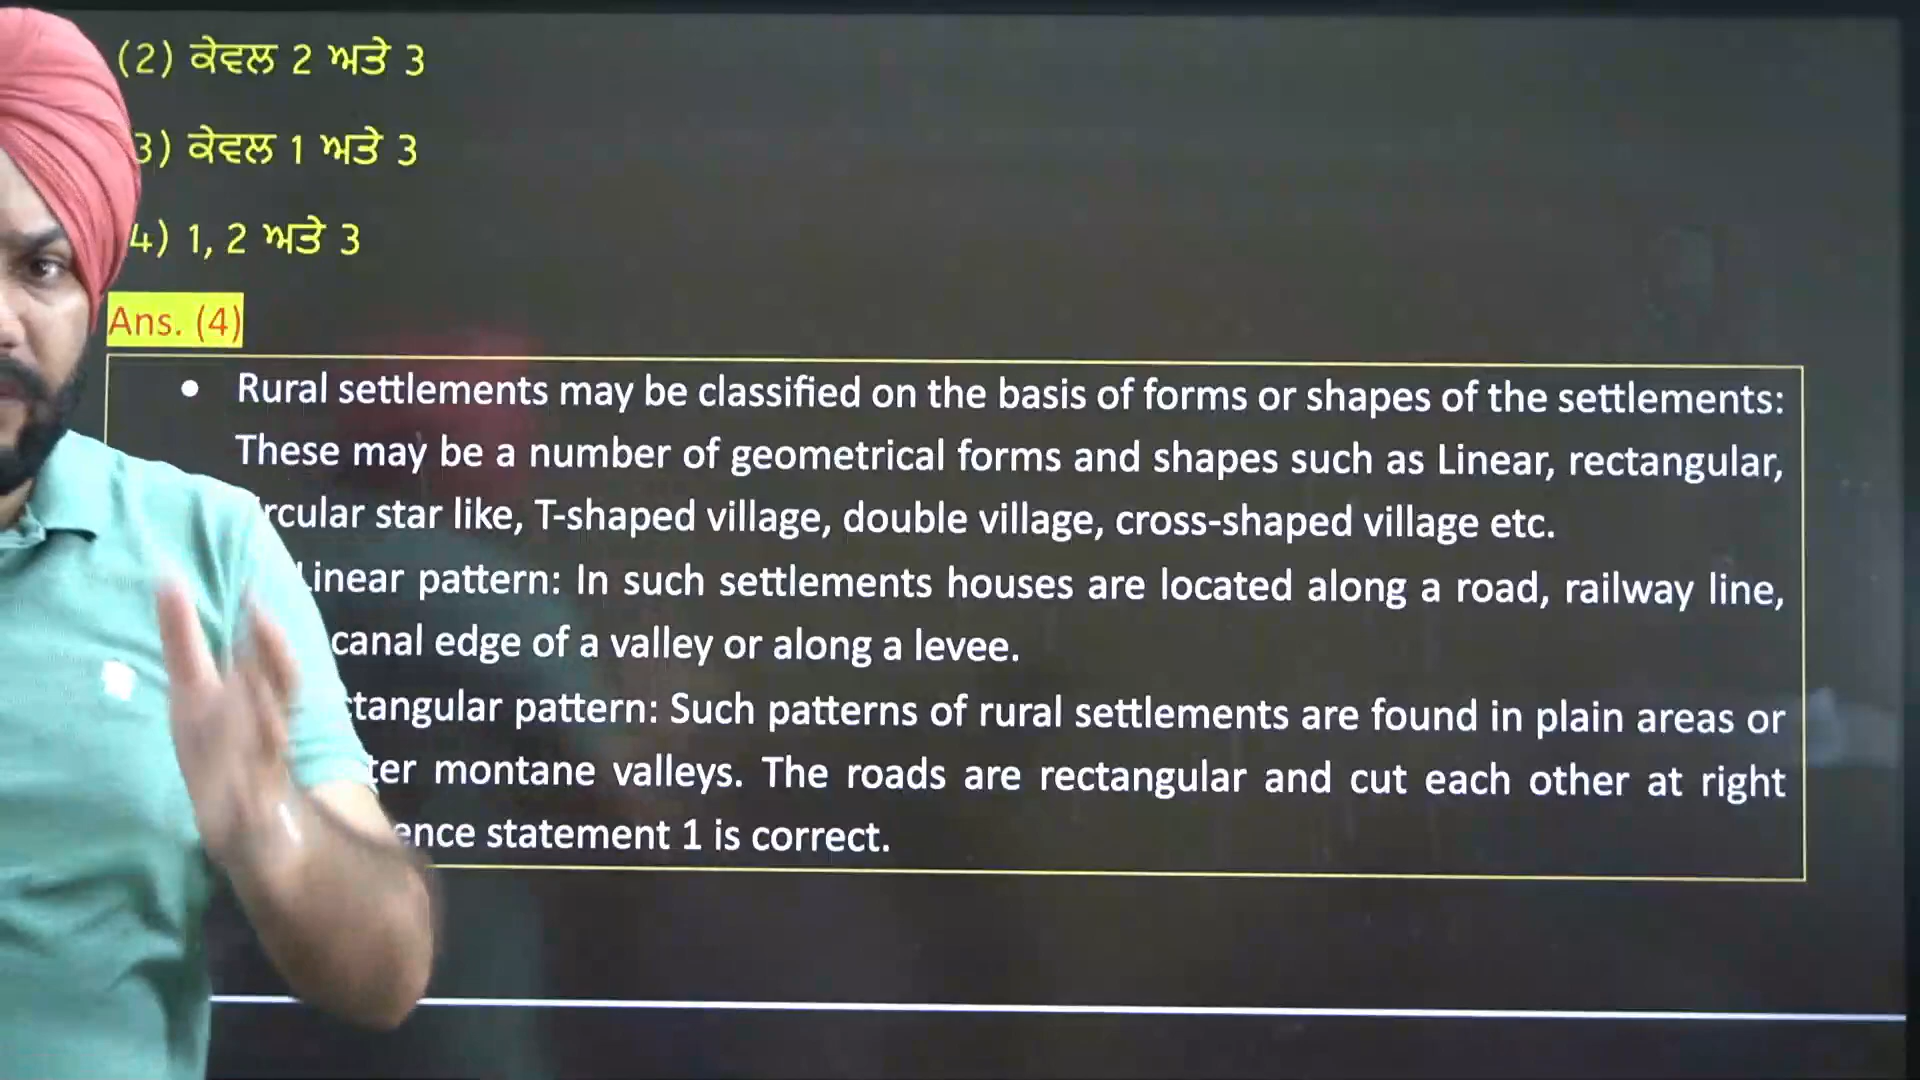 (2) ਕੇਵਲ 2 ਅਤੇ 3
3) ਕੇਵਲ 1 ਅਤੇ 3
4) 1, 2 ਅਤੇ 3
Ans. (4)
• Rural settlements may be classified on the basis of forms or shapes of the settlements:
These may be a number of geometrical forms and shapes such as Linear, rectangular,
star like, T-shaped village, double village, cross-shaped village etc.
Linear pattern: In such settlements houses are located along a road, railway line,
canal edge of a valley or along a levee.
pattern: Such patterns of rural settlements are found in plain areas or
montane valleys. The roads are rectangular and cut each other at right
statement 1 is correct.